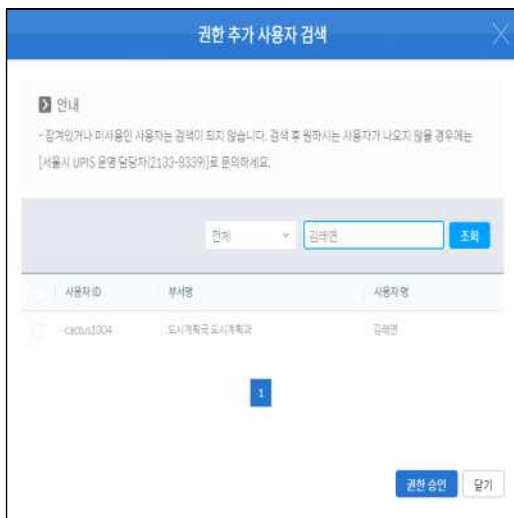 권한 추가 사용자 검색
안내
- 잠겨있거나 미사용인 사용자는 검색이 되지 않습니다. 검색 후 원하시는 사용자가 나오지 않을 경우에는
[서울시 UPIS 운영 담당자(2133-8339)]로 문의하세요.
전체 김래면 조회
사용자 ID 부서명 사용자 명
cactus1004 도시계획국 도시계획과 김래면
1
권한 승인 닫기